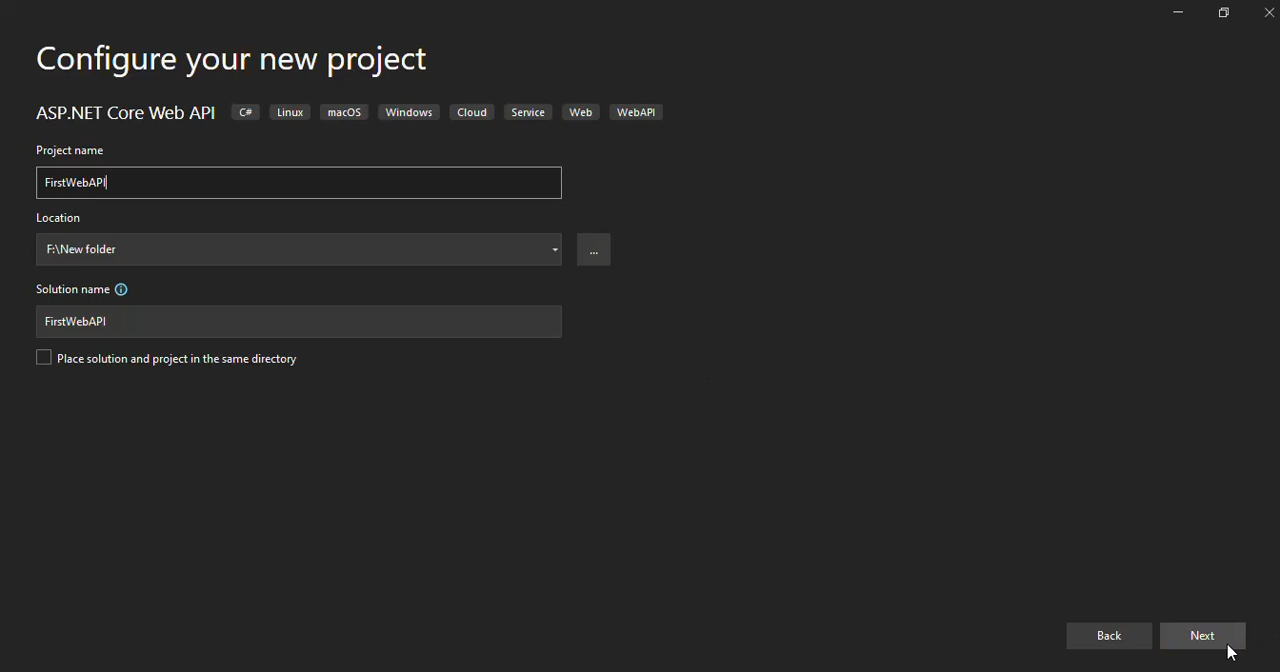 Configure your new project
ASP.NET Core Web API C# Linux macOS Windows Cloud Service Web WebAPI
Project name
FirstWebAPI
Location
F:\New folder
...
Solution name
FirstWebAPI
Place solution and project in the same directory
Back Next